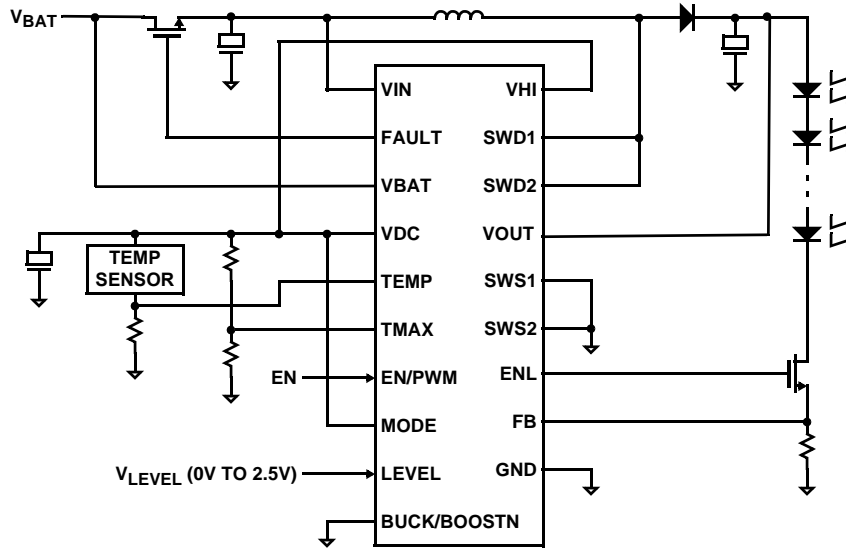 VBAT
VIN VHI
FAULT SWD1
VBAT SWD2
VDC VOUT
TEMP
SENSOR
TEMP SWS1
TMAX SWS2
EN EN/PWM ENL
MODE FB
VLEVEL (0V TO 2.5V) LEVEL GND
BUCK/BOOSTN